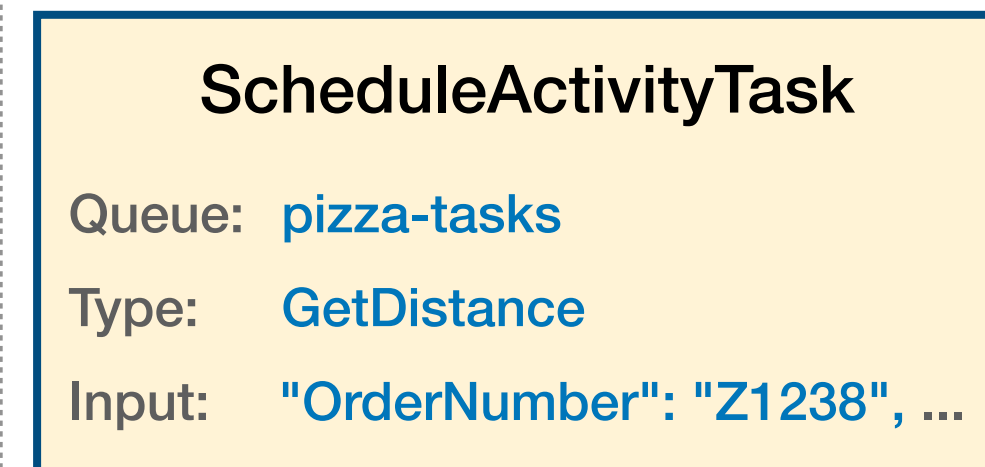 ScheduleActivityTask
Queue: pizza-tasks
Type: GetDistance
Input: "OrderNumber": "Z1238", ...